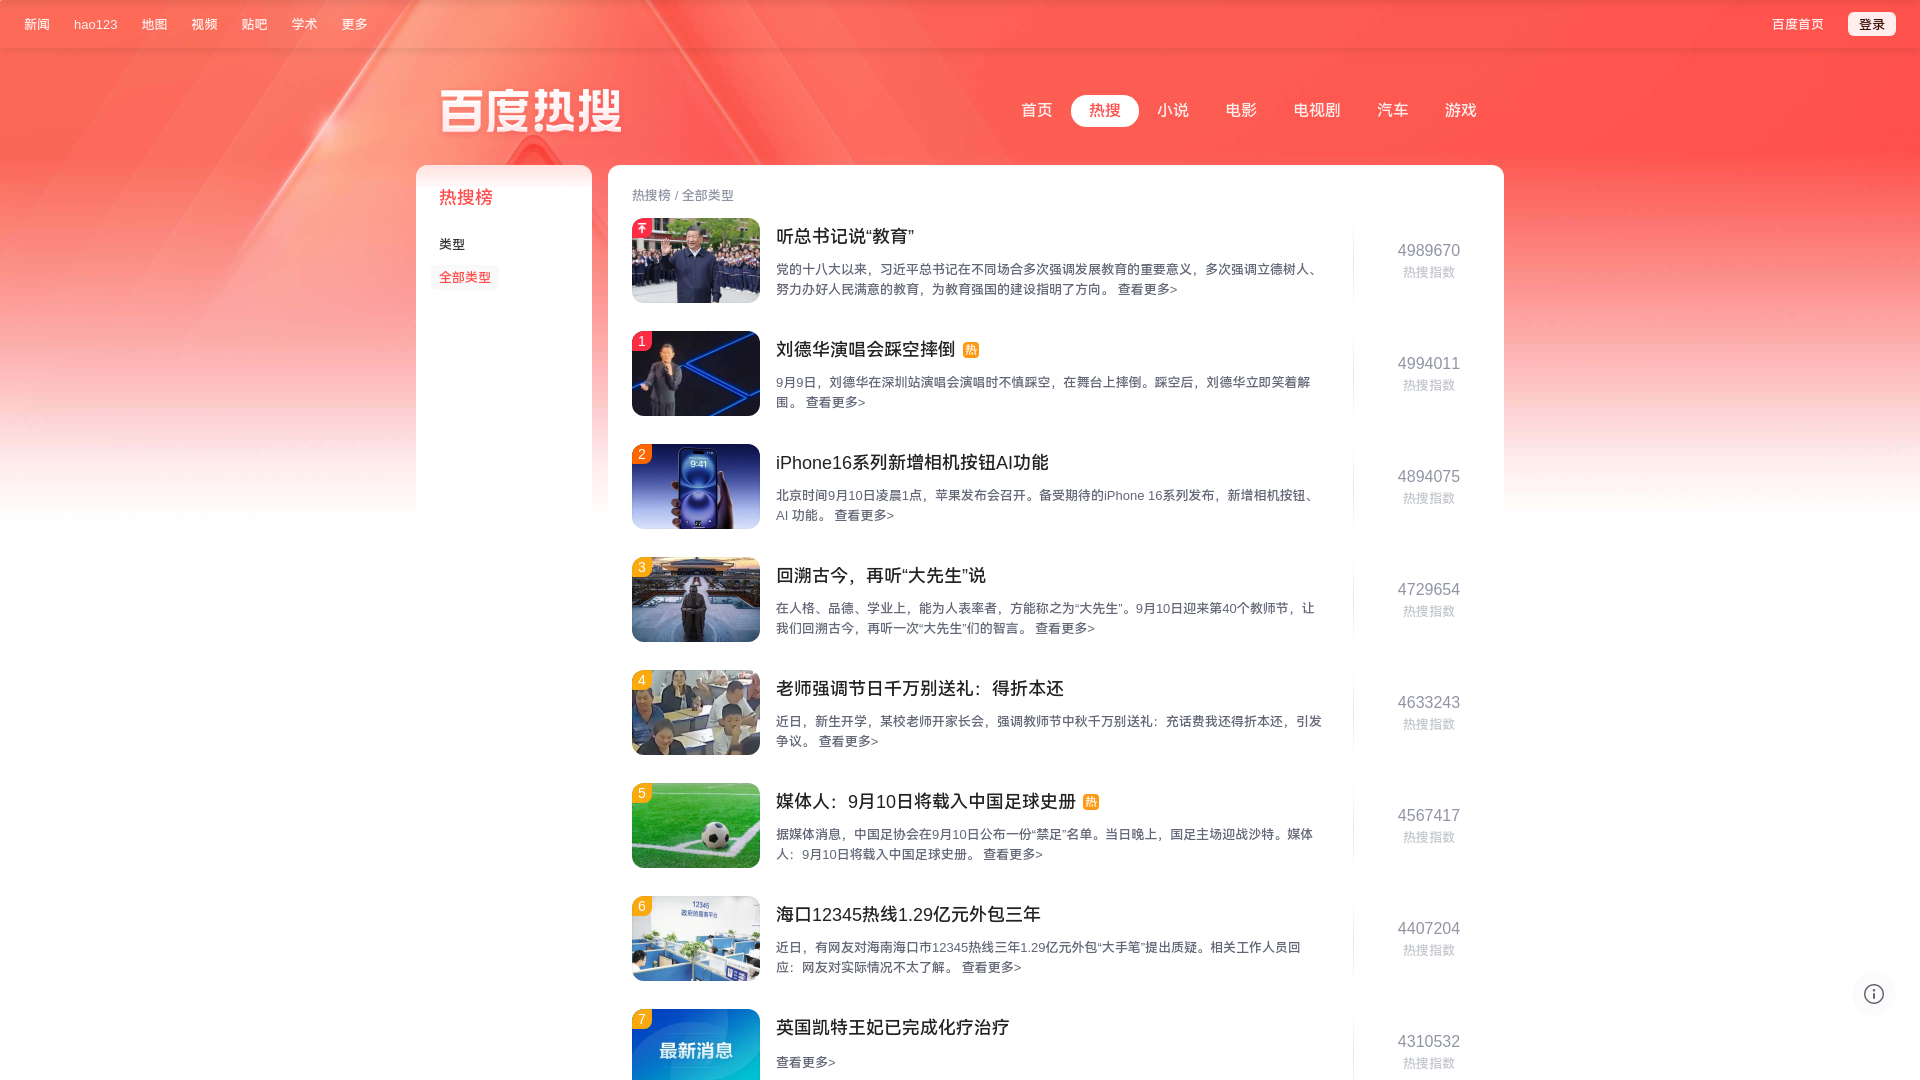 新闻 hao123 地图 视频 贴吧 学术 更多 百度首页 登录
百度热搜
首页 热搜 小说 电影 电视剧 汽车 游戏
热搜榜
类型
全部类型
热搜榜 / 全部类型
听总书记说“教育”
党的十八大以来，习近平总书记在不同场合多次强调发展教育的重要意义，多次强调立德树人、
努力办好人民满意的教育，为教育强国的建设指明了方向。 查看更多>
4989670
热搜指数
1
刘德华演唱会踩空摔倒 热
9月9日，刘德华在深圳站演唱会演唱时不慎踩空，在舞台上摔倒。踩空后，刘德华立即笑着解
围。 查看更多>
4994011
热搜指数
2
9:41
iPhone16系列新增相机按钮AI功能
北京时间9月10日凌晨1点，苹果发布会召开。备受期待的iPhone 16系列发布，新增相机按钮、
AI 功能。 查看更多>
4894075
热搜指数
3
回溯古今，再听“大先生”说
在人格、品德、学业上，能为人表率者，方能称之为“大先生”。9月10日迎来第40个教师节，让
我们回溯古今，再听一次“大先生”们的智言。 查看更多>
4729654
热搜指数
4
老师强调节日千万别送礼：得折本还
近日，新生开学，某校老师开家长会，强调教师节中秋千万别送礼：充话费我还得折本还，引发
争议。 查看更多>
4633243
热搜指数
5
媒体人：9月10日将载入中国足球史册 热
据媒体消息，中国足协会在9月10日公布一份“禁足”名单。当日晚上，国足主场迎战沙特。媒体
人：9月10日将载入中国足球史册。 查看更多>
4567417
热搜指数
6
12345
海口12345热线1.29亿元外包三年
近日，有网友对海南海口市12345热线三年1.29亿元外包“大手笔”提出质疑。相关工作人员回
应：网友对实际情况不太了解。 查看更多>
4407204
热搜指数
7
最新消息
英国凯特王妃已完成化疗治疗
查看更多>
4310532
热搜指数